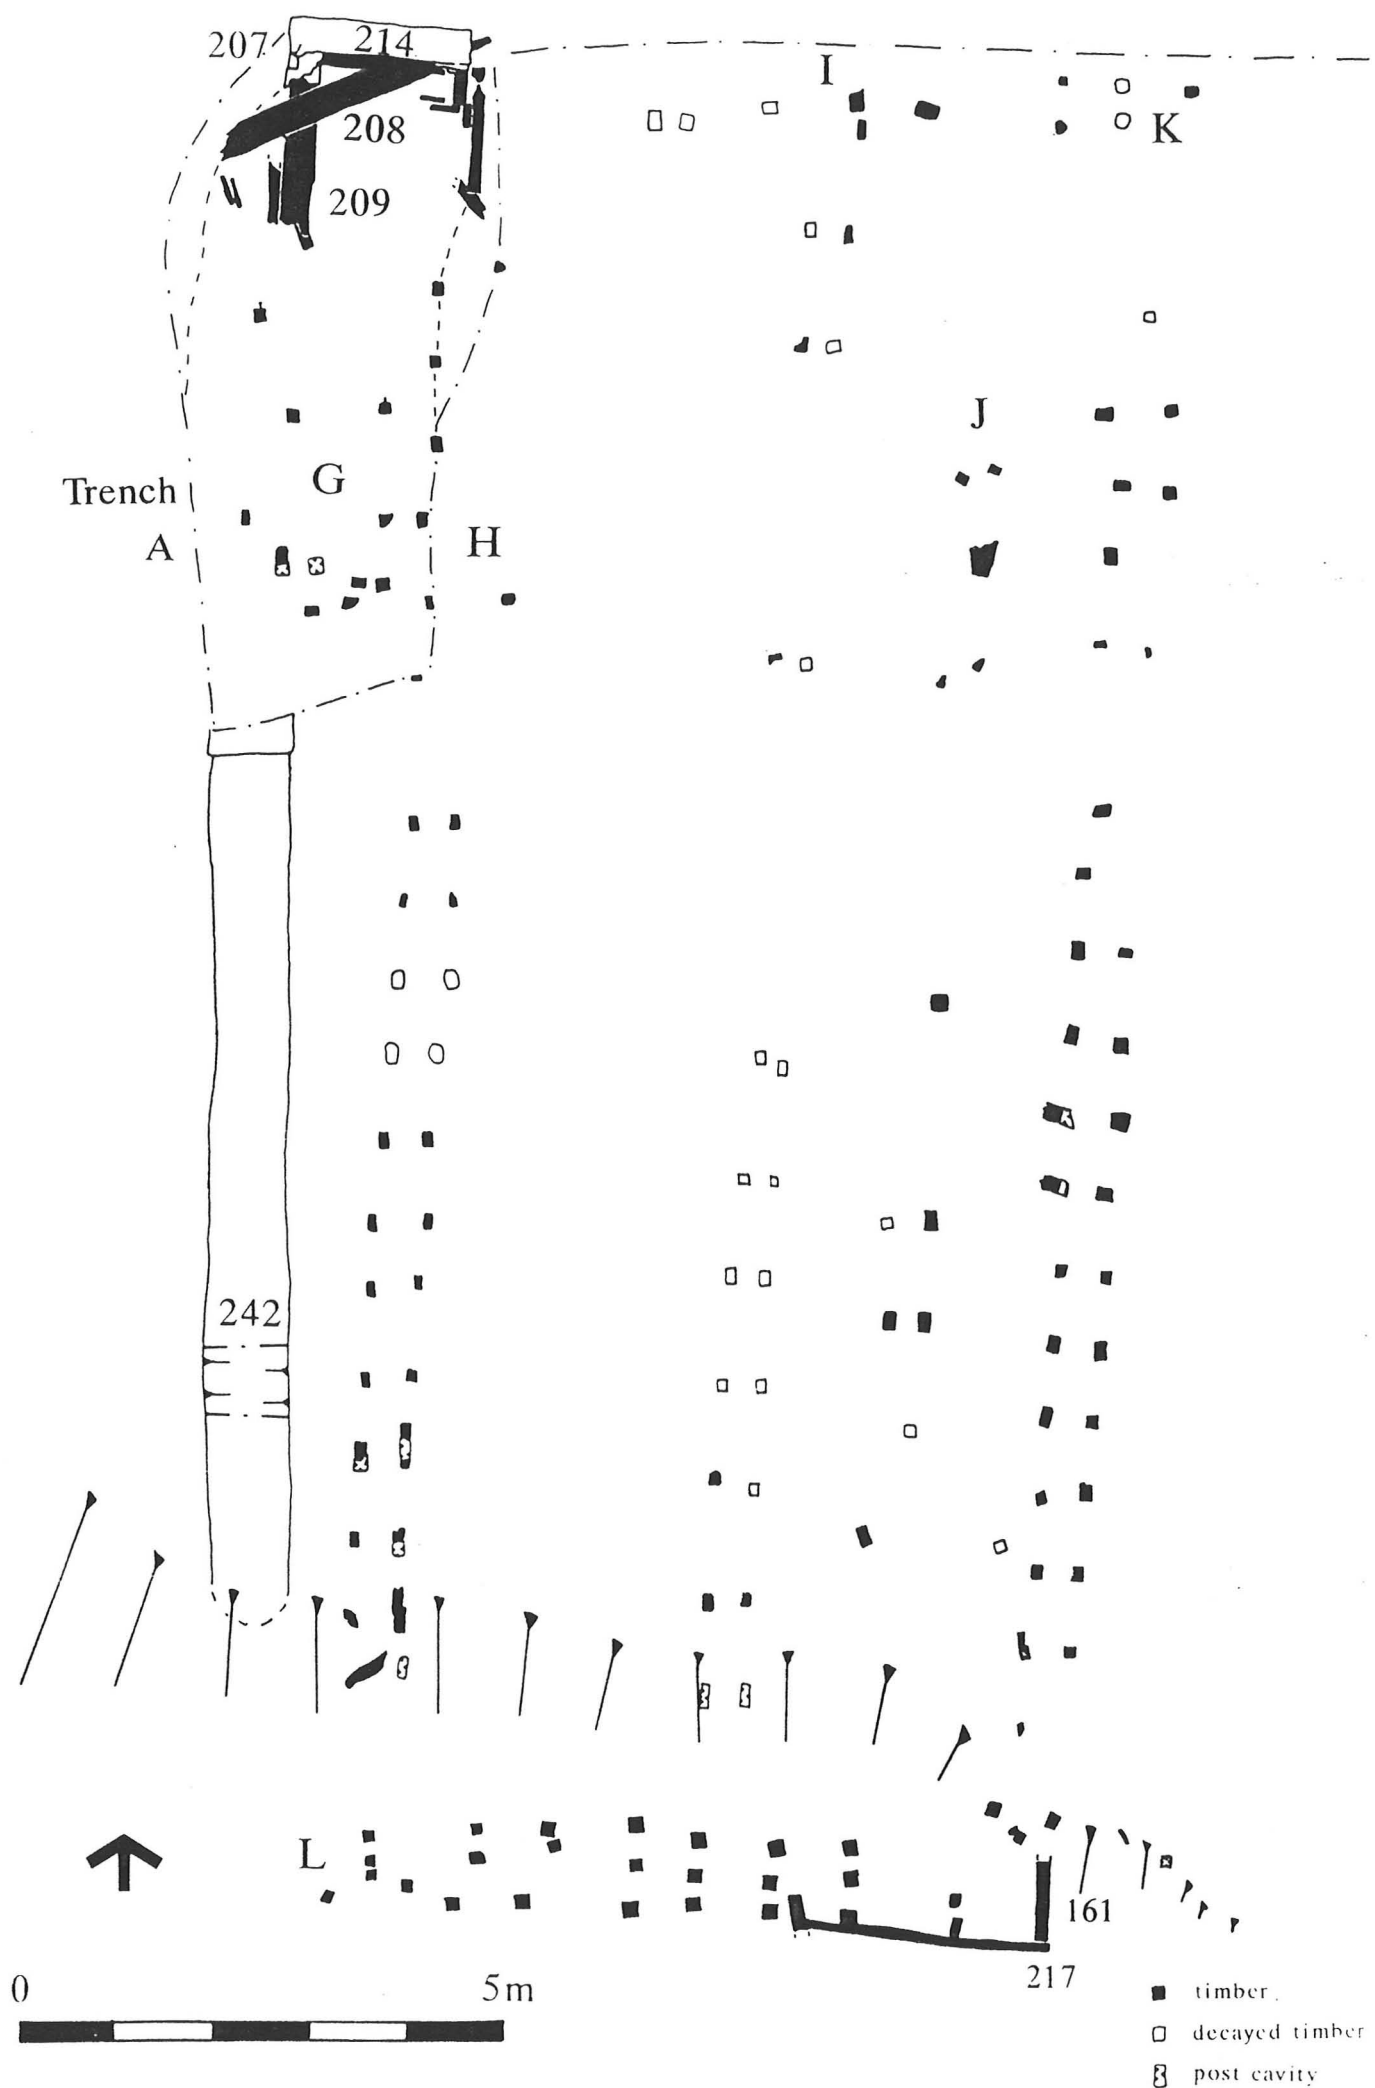 207
214
I
K
208
209
J
Trench
A
G
H
242
L
161
217
0
5m
timber
decayed timber
post cavity